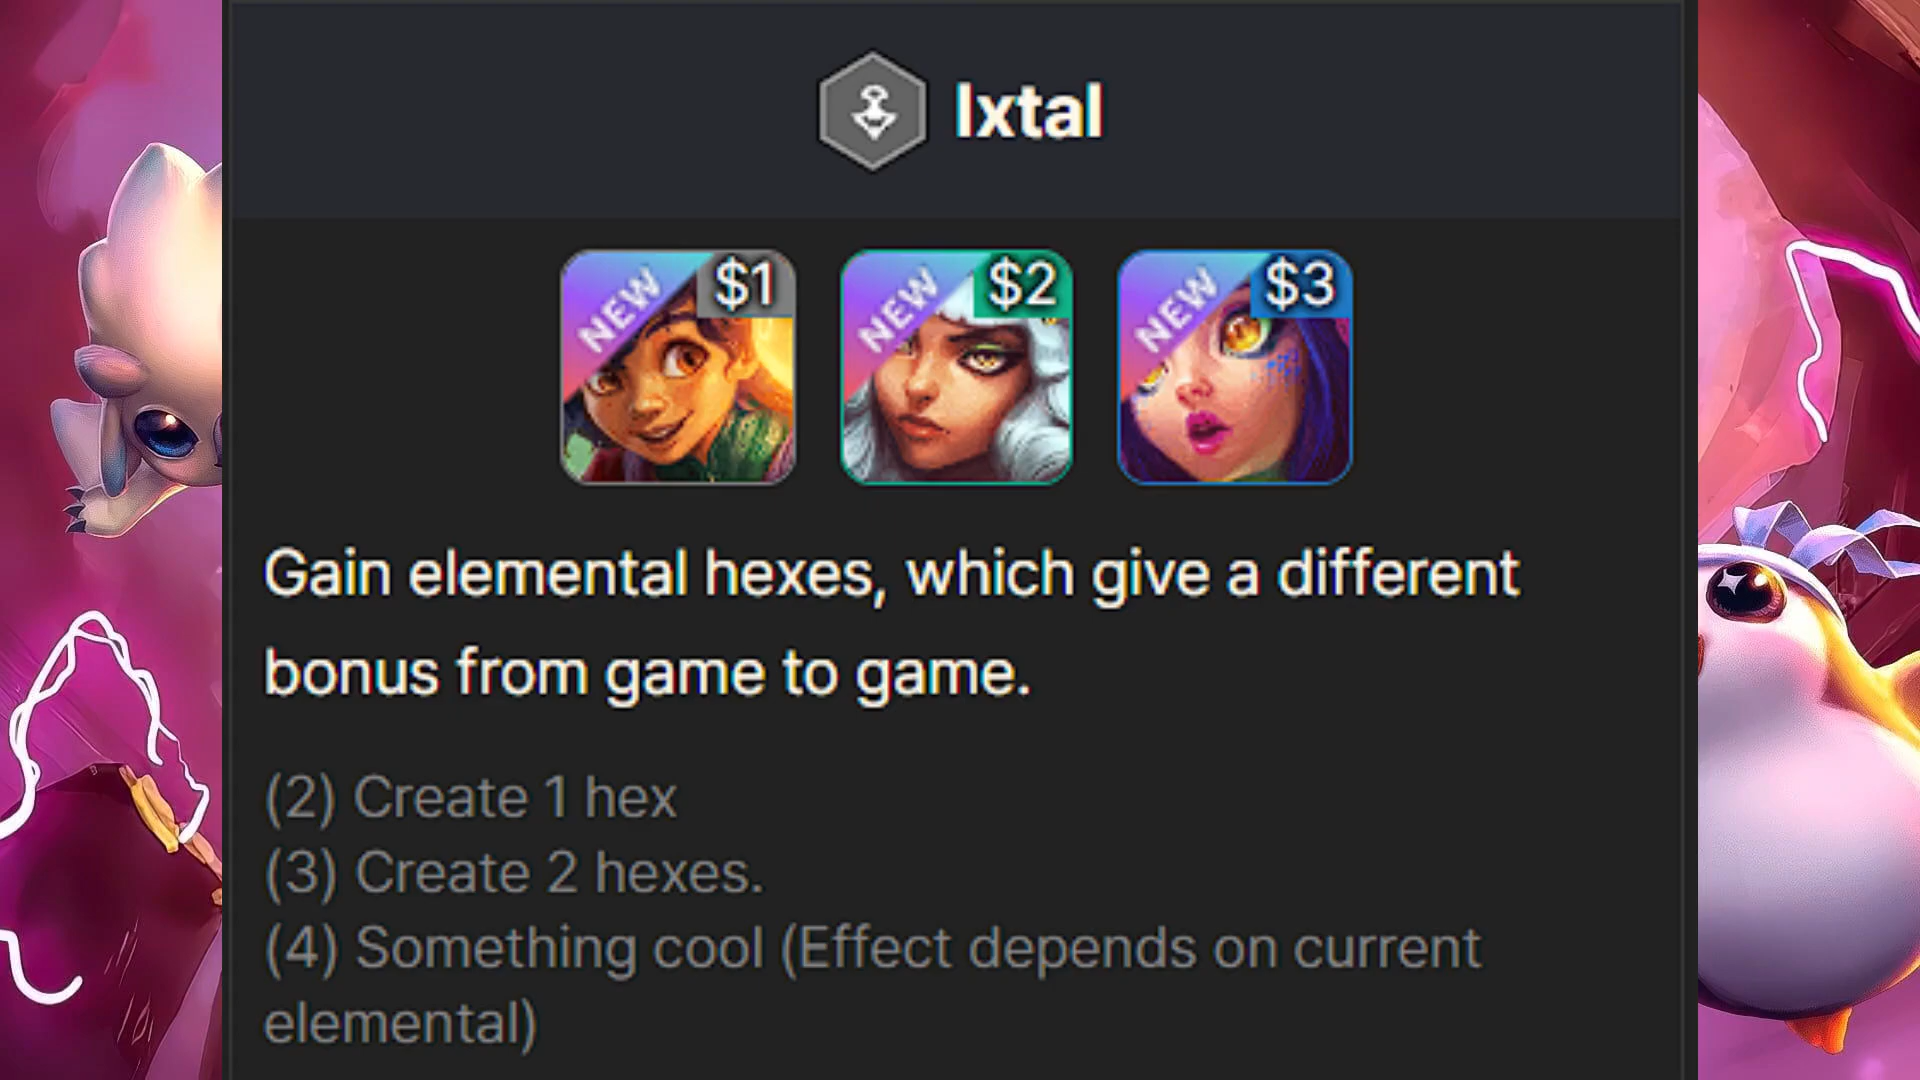 Ixtal
NEW $1 NEW $2 NEW $3
Gain elemental hexes, which give a different
bonus from game to game.
(2) Create 1 hex
(3) Create 2 hexes.
(4) Something cool (Effect depends on current
elemental)